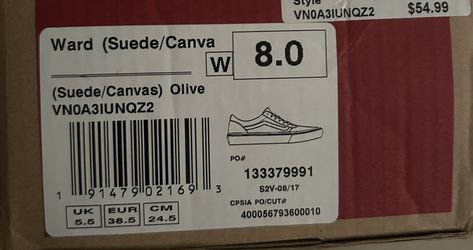 Style
VN0A3IUNQZ2
$54.99
Ward (Suede/Canva
W 8.0
(Suede/Canvas) Olive
VN0A3IUNQZ2
PO#
133379991
S2V-08/17
CPSIA PO/CUT#
400056793600010
1 91479 02169 3
UK EUR CM
5.5 38.5 24.5